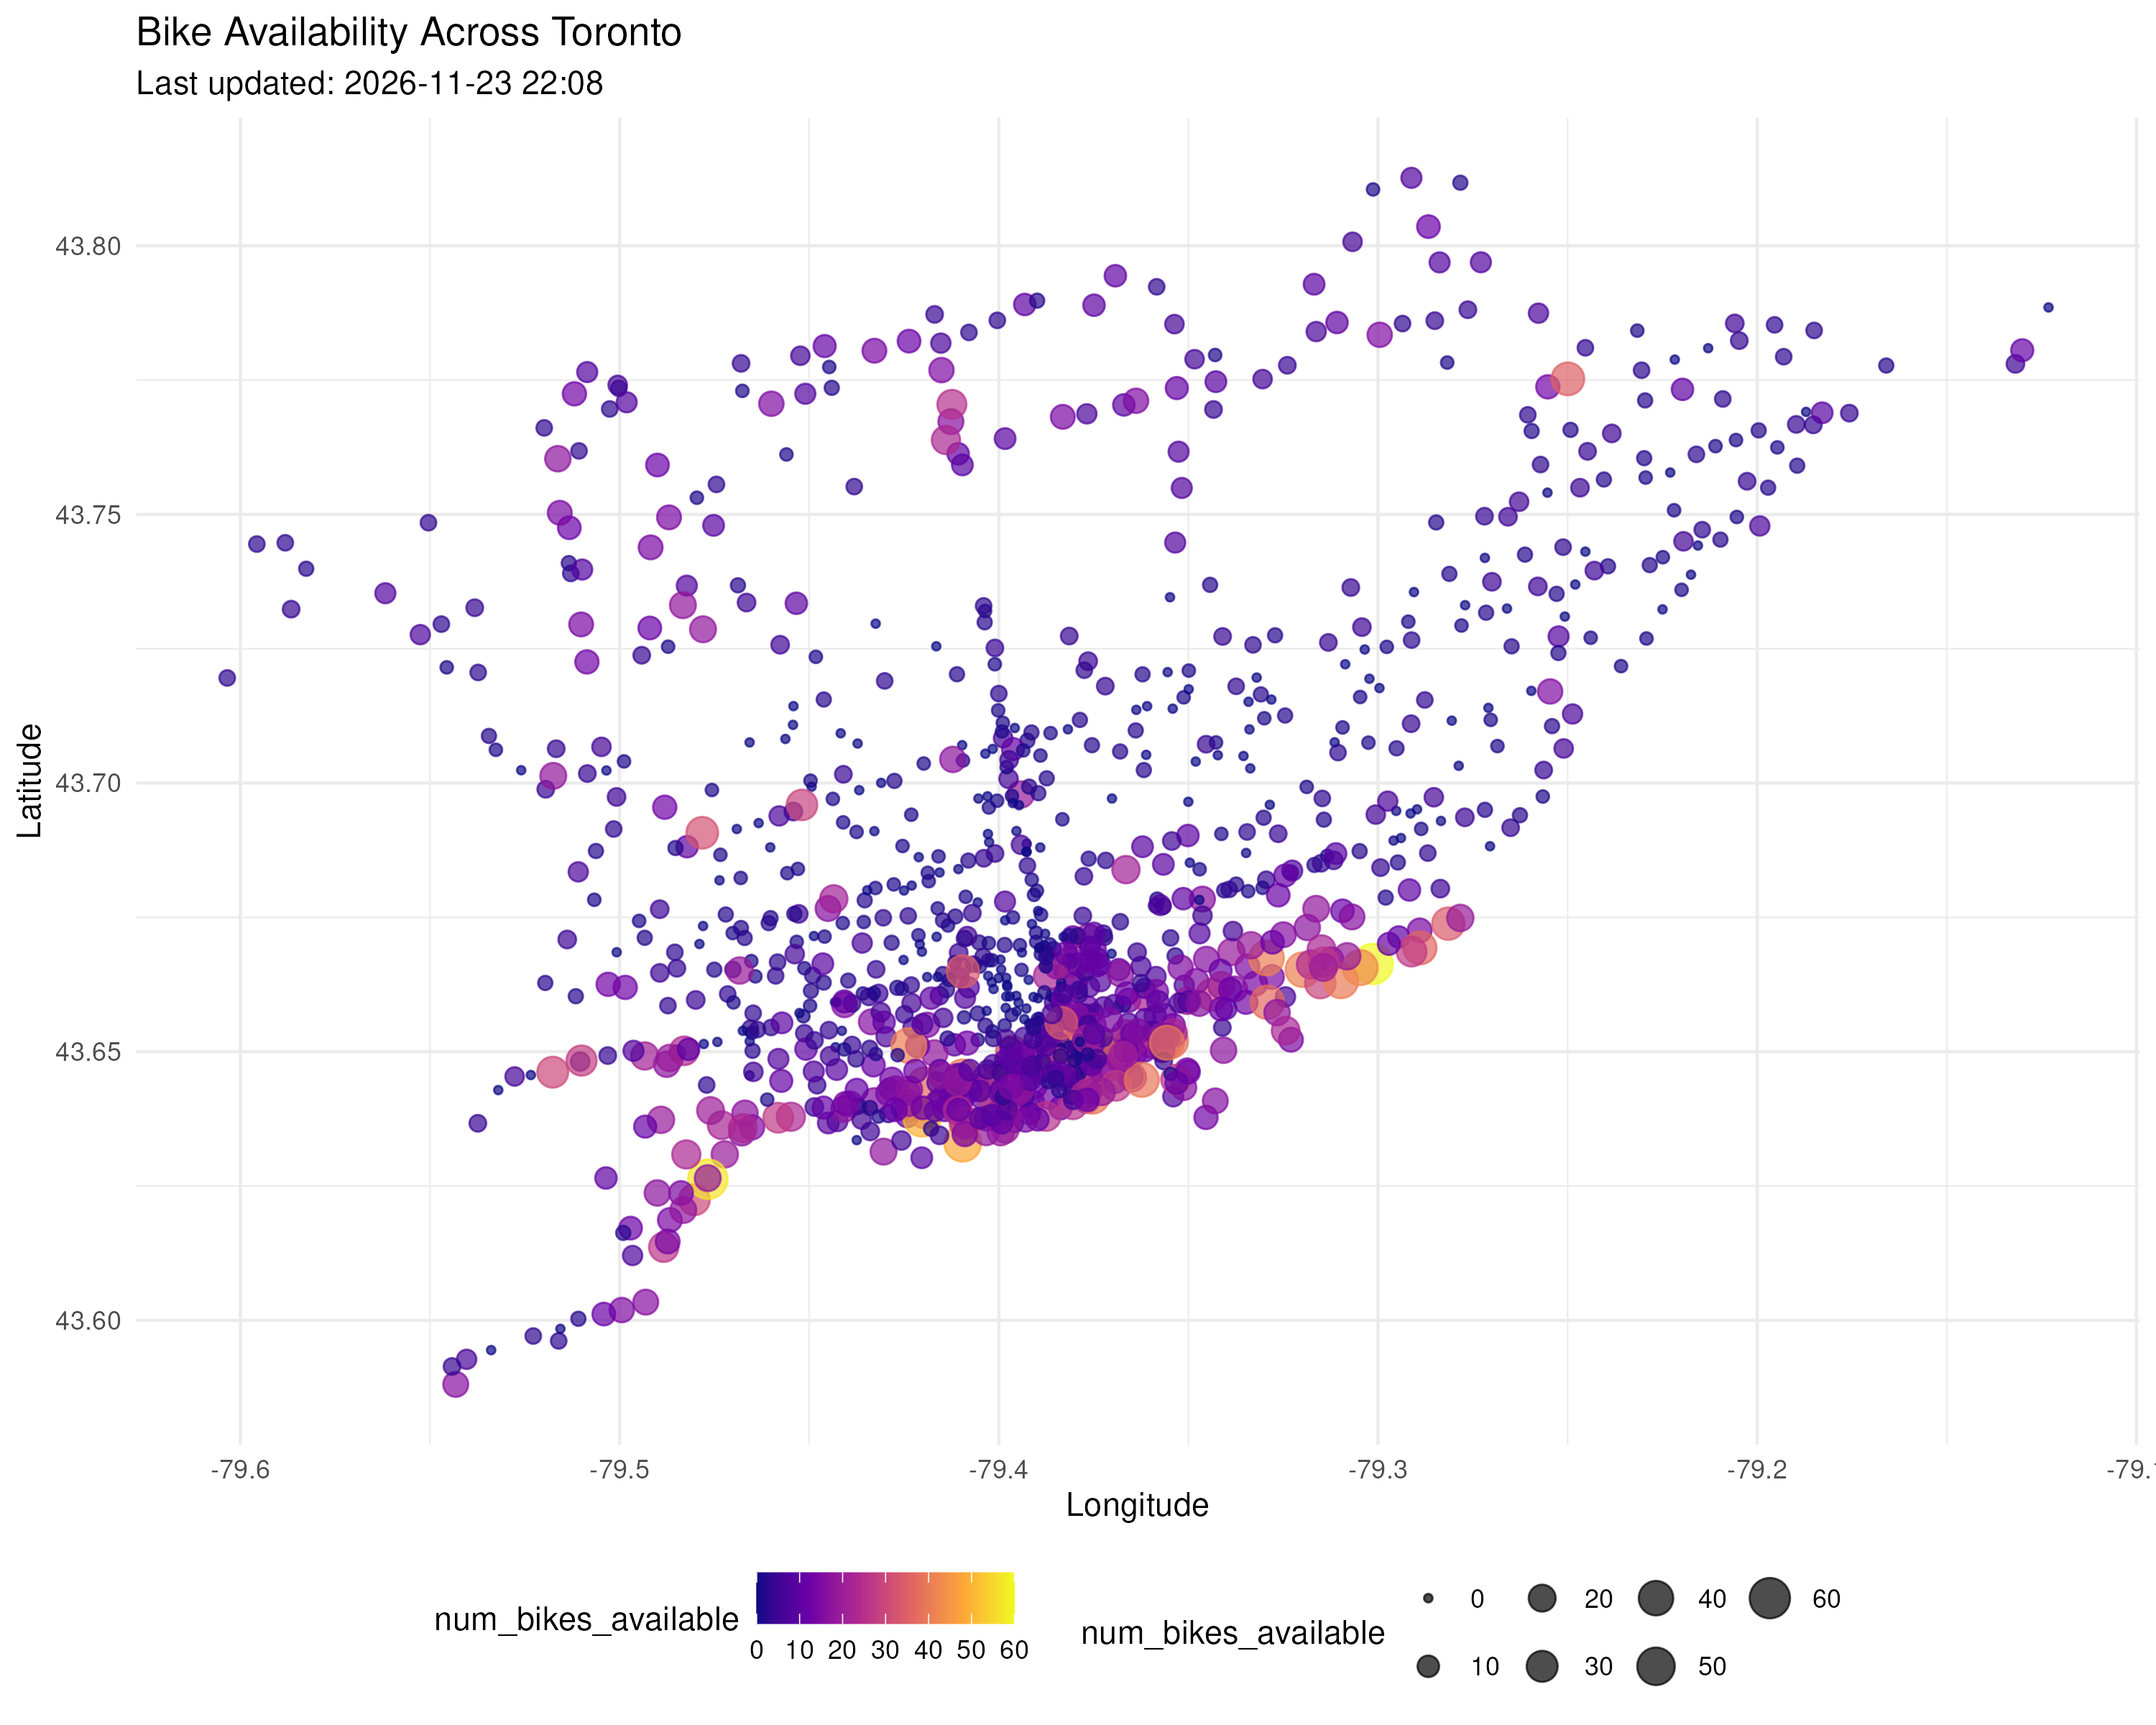 Bike Availability Across Toronto
Last updated: 2026-11-23 22:08
43.80
43.75
43.70
43.65
43.60
Latitude
-79.6
-79.5
-79.4
-79.3
-79.2
-79.
Longitude
num_bikes_available
0 10 20 30 40 50 60
num_bikes_available
0 20 40 60
10 30 50